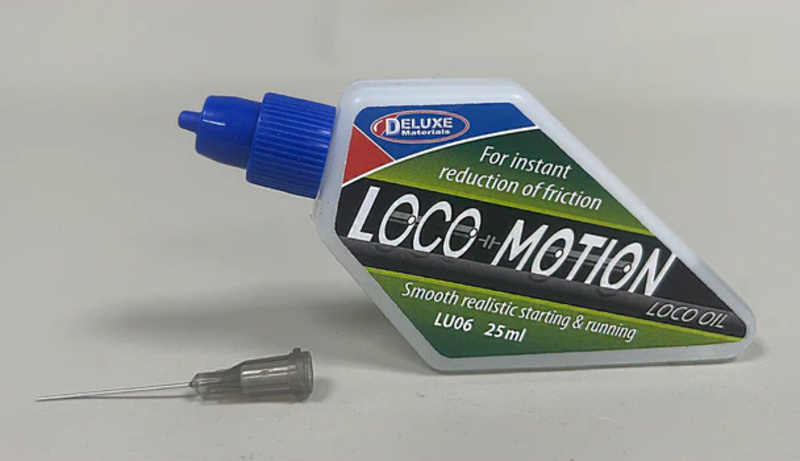 DELUXE
Materials
For instant
reduction of friction
LOCO MOTION
LOCO OIL
Smooth realistic starting & running
LU06 25ml